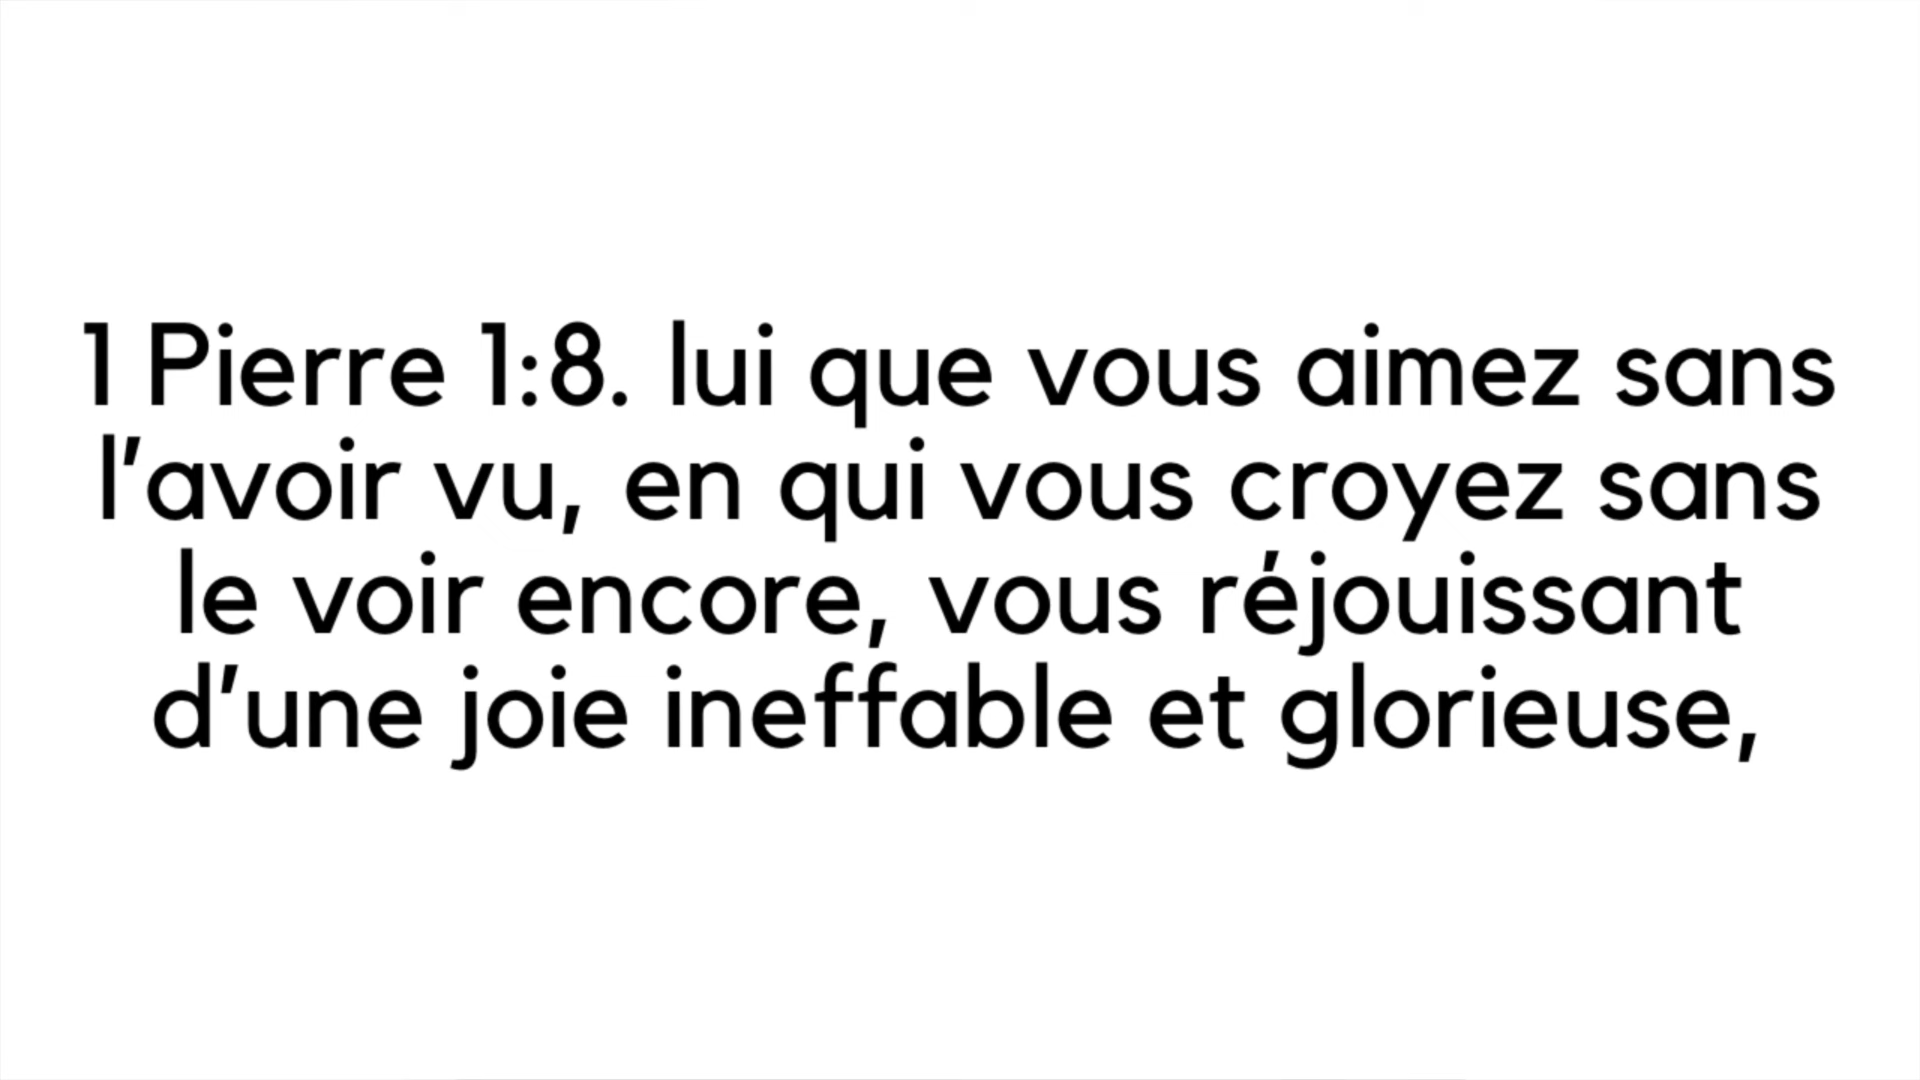 1 Pierre 1:8. lui que vous aimez sans
l'avoir vu, en qui vous croyez sans
le voir encore, vous réjouissant
d'une joie ineffable et glorieuse,